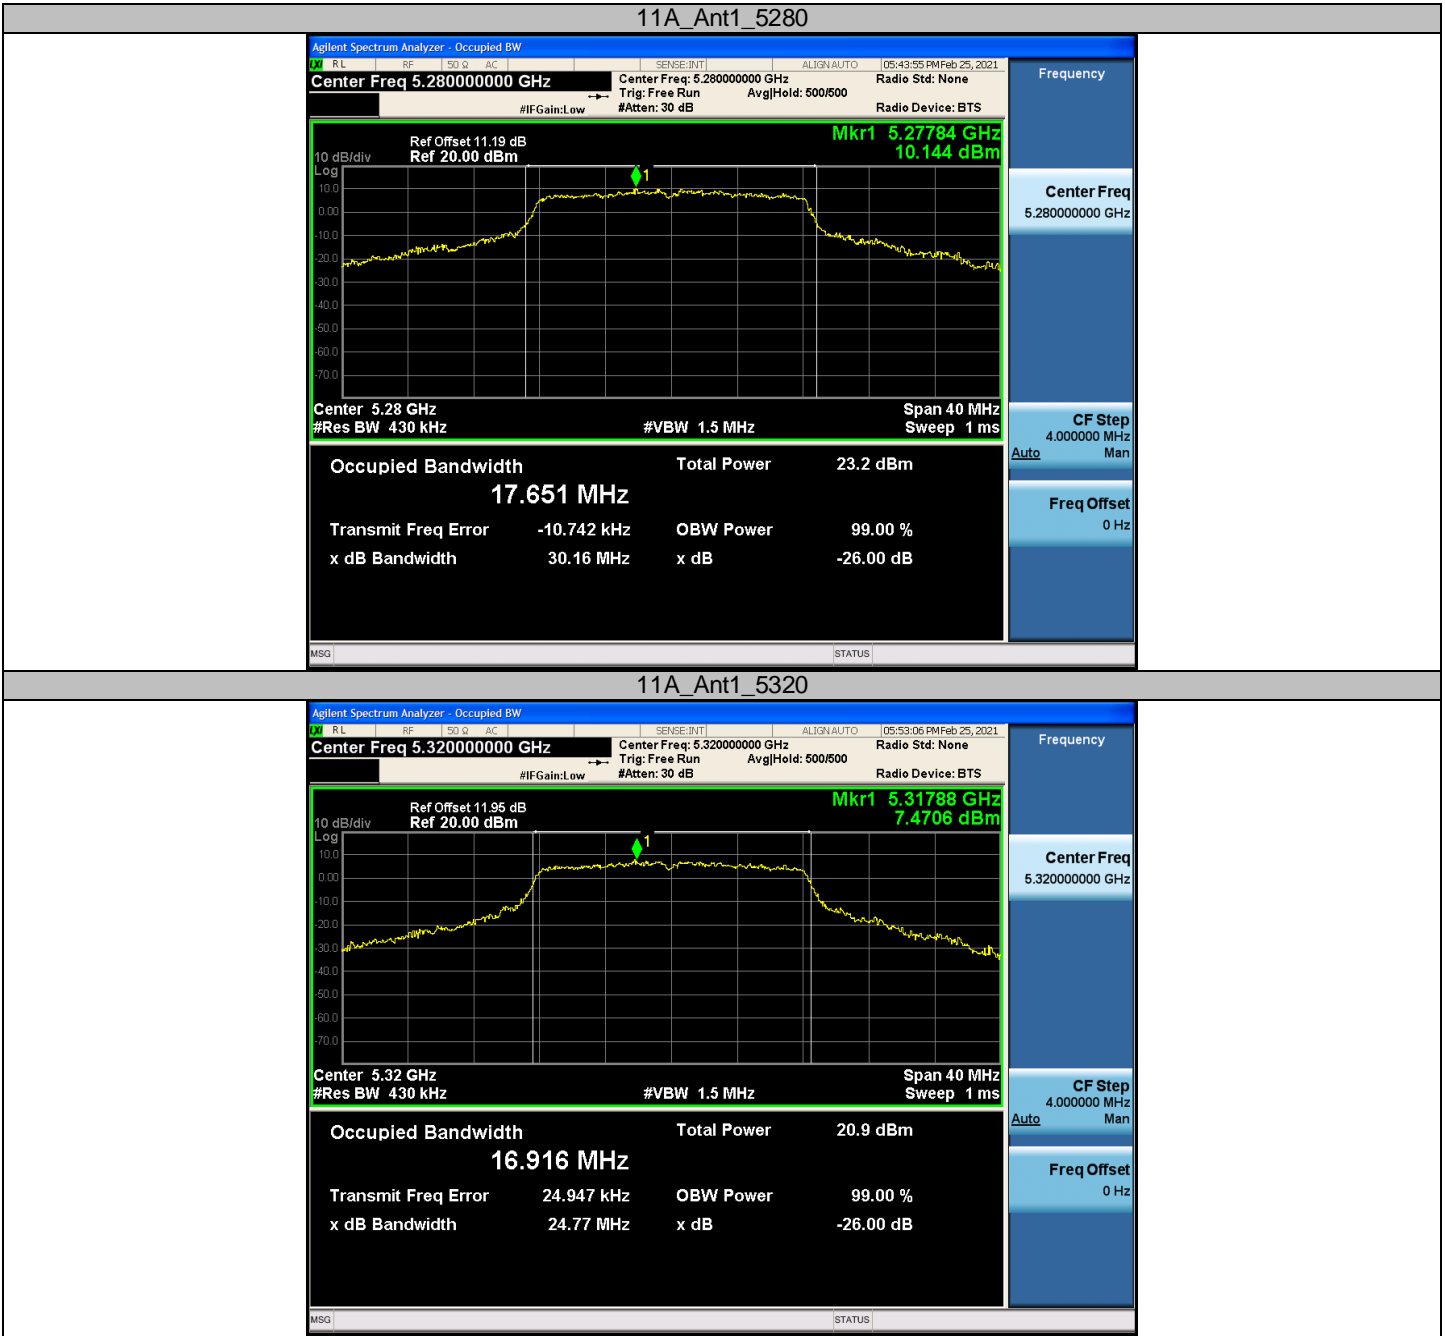 11A_Ant1_5280
Agilent Spectrum Analyzer - Occupied BW
LXI RL RF 50 Ω AC SENSE:INT ALIGNAUTO 05:43:55 PMFeb 25, 2021
Center Freq 5.280000000 GHz
Center Freq: 5.280000000 GHz
Radio Std: None
Trig: Free Run Avg|Hold: 500/500
#IFGain:Low
#Atten: 30 dB
Radio Device: BTS
Frequency
Mkr1 5.27784 GHz
10.144 dBm
Ref Offset 11.19 dB
10 dB/div Ref 20.00 dBm
Log
1
10.0
0.00
-10.0
-20.0
-30.0
-40.0
-50.0
-60.0
-70.0
Center 5.28 GHz
Span 40 MHz
#Res BW 430 kHz
#VBW 1.5 MHz
Sweep 1 ms
Center Freq
5.280000000 GHz
CF Step
4.000000 MHz
Auto Man
Freq Offset
0 Hz
Occupied Bandwidth
17.651 MHz
Total Power 23.2 dBm
Transmit Freq Error -10.742 kHz OBW Power 99.00 %
x dB Bandwidth 30.16 MHz x dB -26.00 dB
MSG STATUS
11A_Ant1_5320
Agilent Spectrum Analyzer - Occupied BW
LXI RL RF 50 Ω AC SENSE:INT ALIGNAUTO 05:53:06 PMFeb 25, 2021
Center Freq 5.320000000 GHz
Center Freq: 5.320000000 GHz
Radio Std: None
Trig: Free Run Avg|Hold: 500/500
#IFGain:Low
#Atten: 30 dB
Radio Device: BTS
Frequency
Mkr1 5.31788 GHz
7.4706 dBm
Ref Offset 11.95 dB
10 dB/div Ref 20.00 dBm
Log
1
10.0
0.00
-10.0
-20.0
-30.0
-40.0
-50.0
-60.0
-70.0
Center 5.32 GHz
Span 40 MHz
#Res BW 430 kHz
#VBW 1.5 MHz
Sweep 1 ms
Center Freq
5.320000000 GHz
CF Step
4.000000 MHz
Auto Man
Freq Offset
0 Hz
Occupied Bandwidth
16.916 MHz
Total Power 20.9 dBm
Transmit Freq Error 24.947 kHz OBW Power 99.00 %
x dB Bandwidth 24.77 MHz x dB -26.00 dB
MSG STATUS